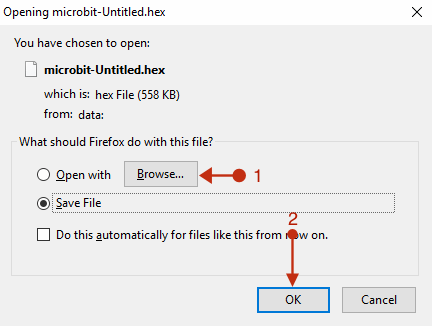 Opening microbit-Untitled.hex
You have chosen to open:
microbit-Untitled.hex
which is: hex File (558 KB)
from: data:
What should Firefox do with this file?
Open with Browse... 1
Save File
2
Do this automatically for files like this from now on.
OK Cancel